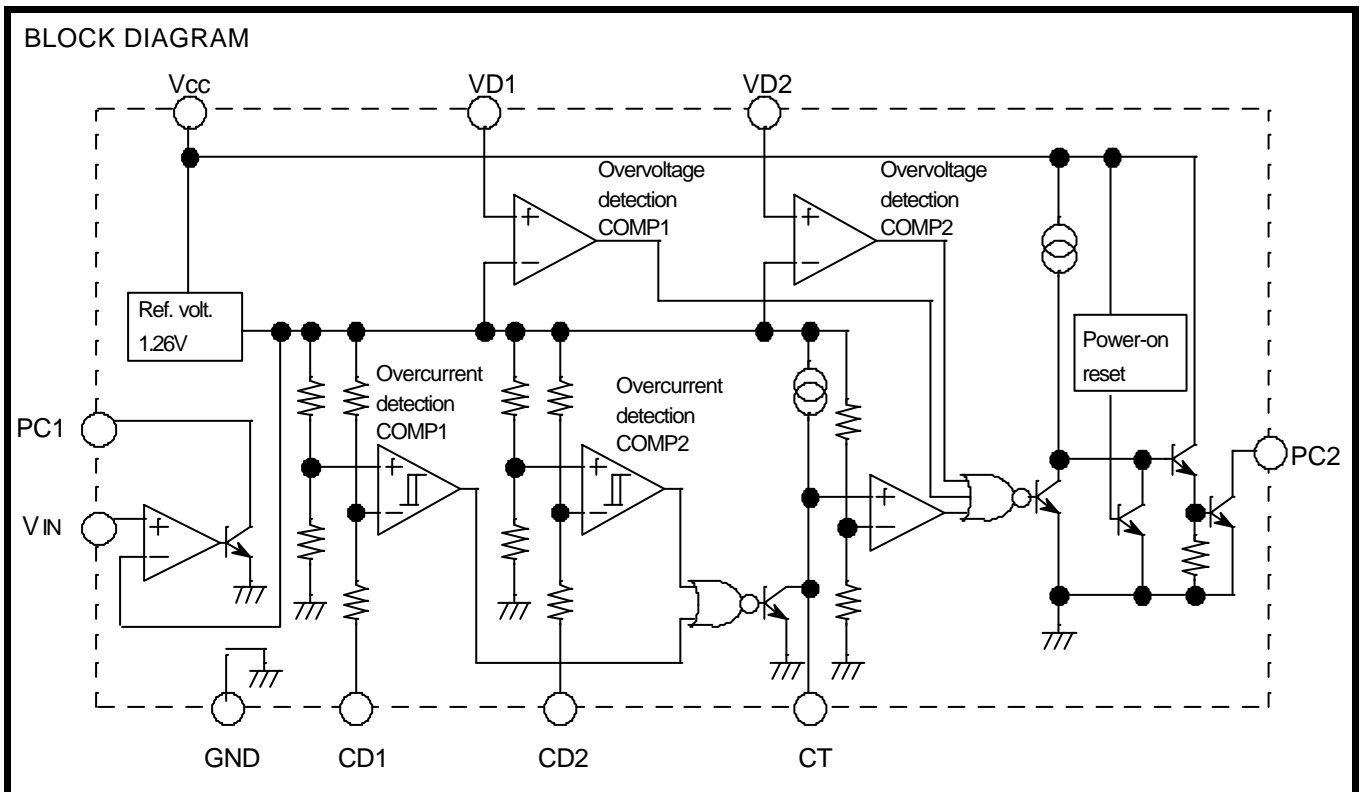 BLOCK DIAGRAM
Vcc
VD1
VD2
Overvoltage
detection
COMP1
Overvoltage
detection
COMP2
Ref. volt.
1.26V
Power-on
reset
Overcurrent
detection
COMP1
Overcurrent
detection
COMP2
PC1
PC2
VIN
+
−
+
−
+
−
+
−
+
−
+
−
GND
CD1
CD2
CT